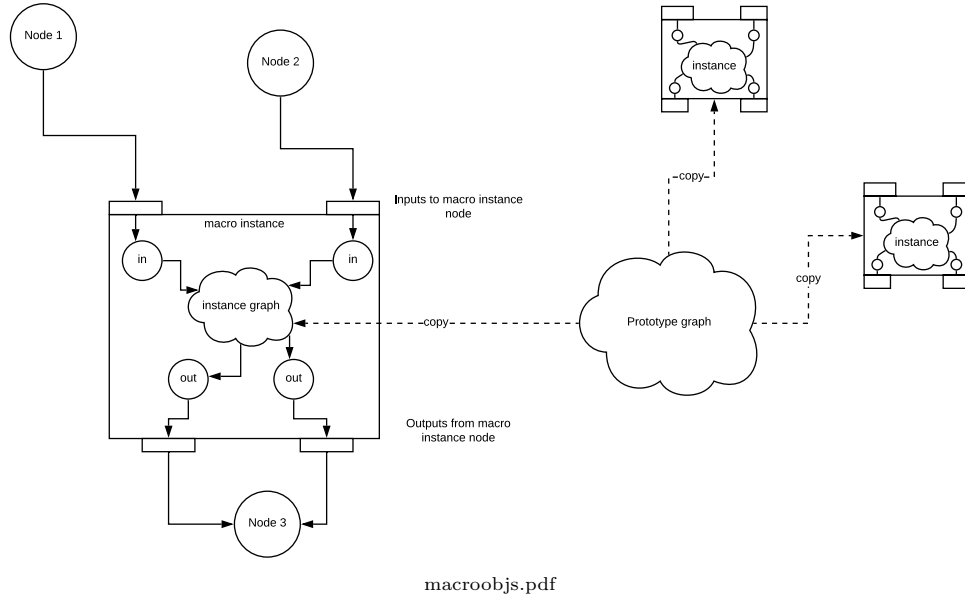 Node 1
Node 2
instance
copy
Inputs to macro instance
node
macro instance
instance
in
in
copy
instance graph
copy
Prototype graph
out
out
Outputs from macro
instance node
Node 3
macroobjs.pdf